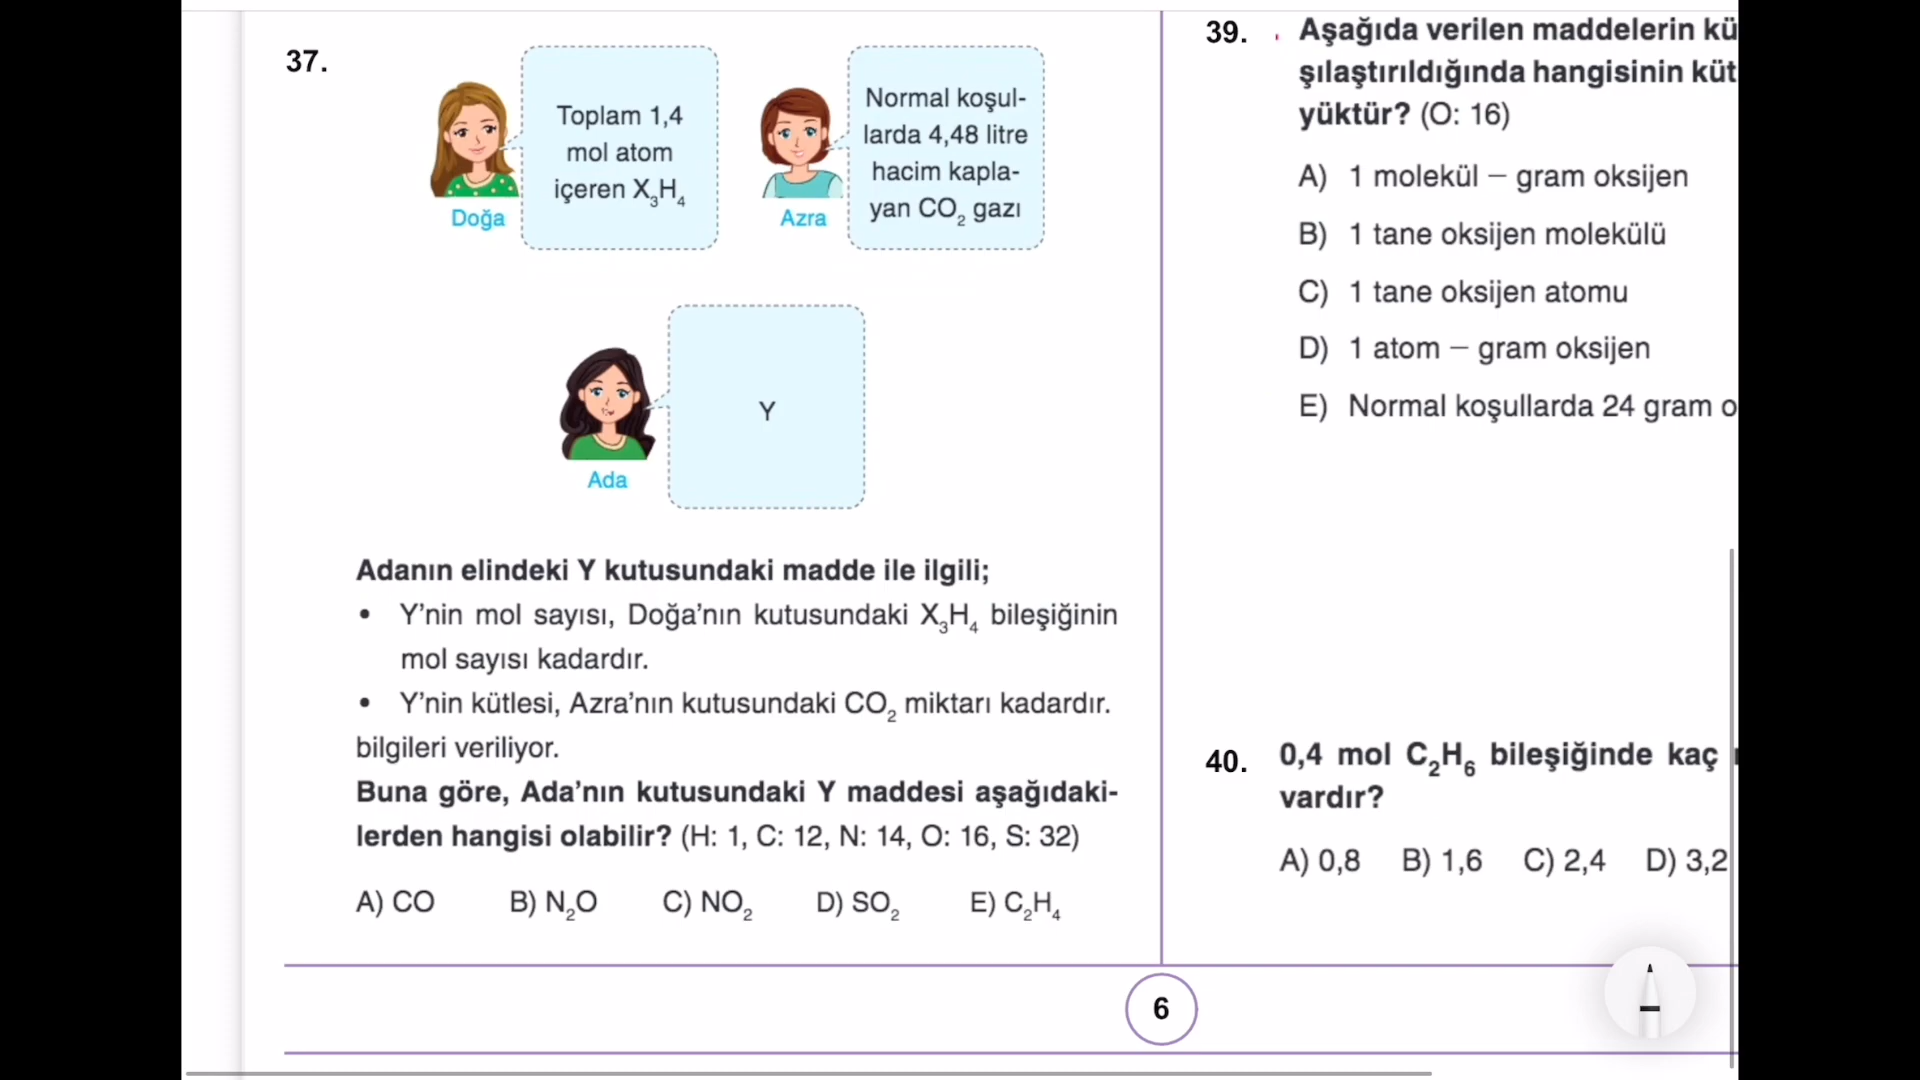 37.
Toplam 1,4
mol atom
içeren X₃H₄
Doğa
Normal koşul-
larda 4,48 litre
hacim kapla-
yan CO₂ gazı
Azra
Y
Ada
Adanın elindeki Y kutusundaki madde ile ilgili;
• Y'nin mol sayısı, Doğa'nın kutusundaki X₃H₄ bileşiğinin
mol sayısı kadardır.
• Y'nin kütlesi, Azra'nın kutusundaki CO₂ miktarı kadardır.
bilgileri veriliyor.
Buna göre, Ada'nın kutusundaki Y maddesi aşağıdaki-
lerden hangisi olabilir? (H: 1, C: 12, N: 14, O: 16, S: 32)
A) CO B) N₂O C) NO₂ D) SO₂ E) C₂H₄
39. Aşağıda verilen maddelerin kü
şılaştırıldığında hangisinin küt
yüktür? (O: 16)
A) 1 molekül – gram oksijen
B) 1 tane oksijen molekülü
C) 1 tane oksijen atomu
D) 1 atom – gram oksijen
E) Normal koşullarda 24 gram o
40. 0,4 mol C₂H₆ bileşiğinde kaç
vardır?
A) 0,8 B) 1,6 C) 2,4 D) 3,2
6